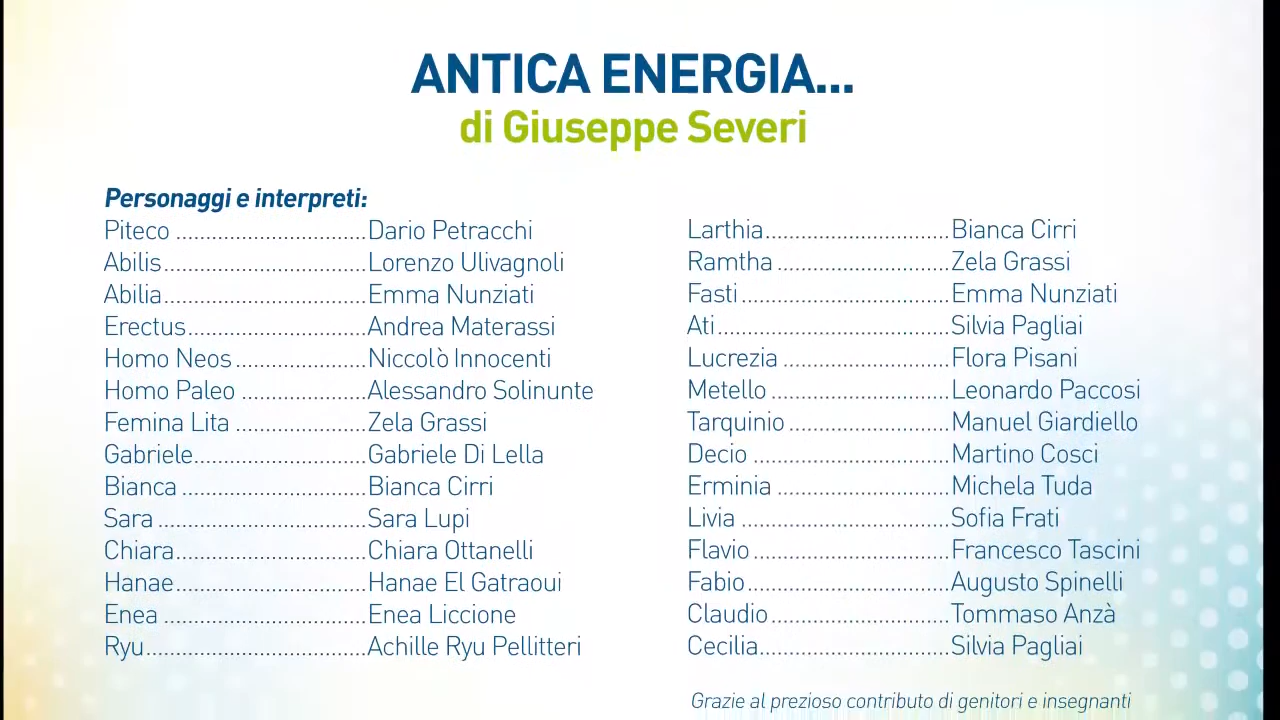 ANTICA ENERGIA...
di Giuseppe Severi
Personaggi e interpreti:
Piteco ................................Dario Petracchi
Abilis..................................Lorenzo Ulivagnoli
Abilia..................................Emma Nunziati
Erectus..............................Andrea Materassi
Homo Neos ......................Niccolò Innocenti
Homo Paleo .....................Alessandro Solinunte
Femina Lita ......................Zela Grassi
Gabriele.............................Gabriele Di Lella
Bianca ...............................Bianca Cirri
Sara ...................................Sara Lupi
Chiara................................Chiara Ottanelli
Hanae................................Hanae El Gatraoui
Enea ...................................Enea Liccione
Ryu.....................................Achille Ryu Pellitteri
Larthia...............................Bianca Cirri
Ramtha .............................Zela Grassi
Fasti ...................................Emma Nunziati
Ati.......................................Silvia Pagliai
Lucrezia ............................Flora Pisani
Metello ..............................Leonardo Paccosi
Tarquinio ...........................Manuel Giardiello
Decio ..................................Martino Cosci
Erminia .............................Michela Tuda
Livia ...................................Sofia Frati
Flavio .................................Francesco Tascini
Fabio..................................Augusto Spinelli
Claudio ..............................Tommaso Anzà
Cecilia................................Silvia Pagliai
Grazie al prezioso contributo di genitori e insegnanti